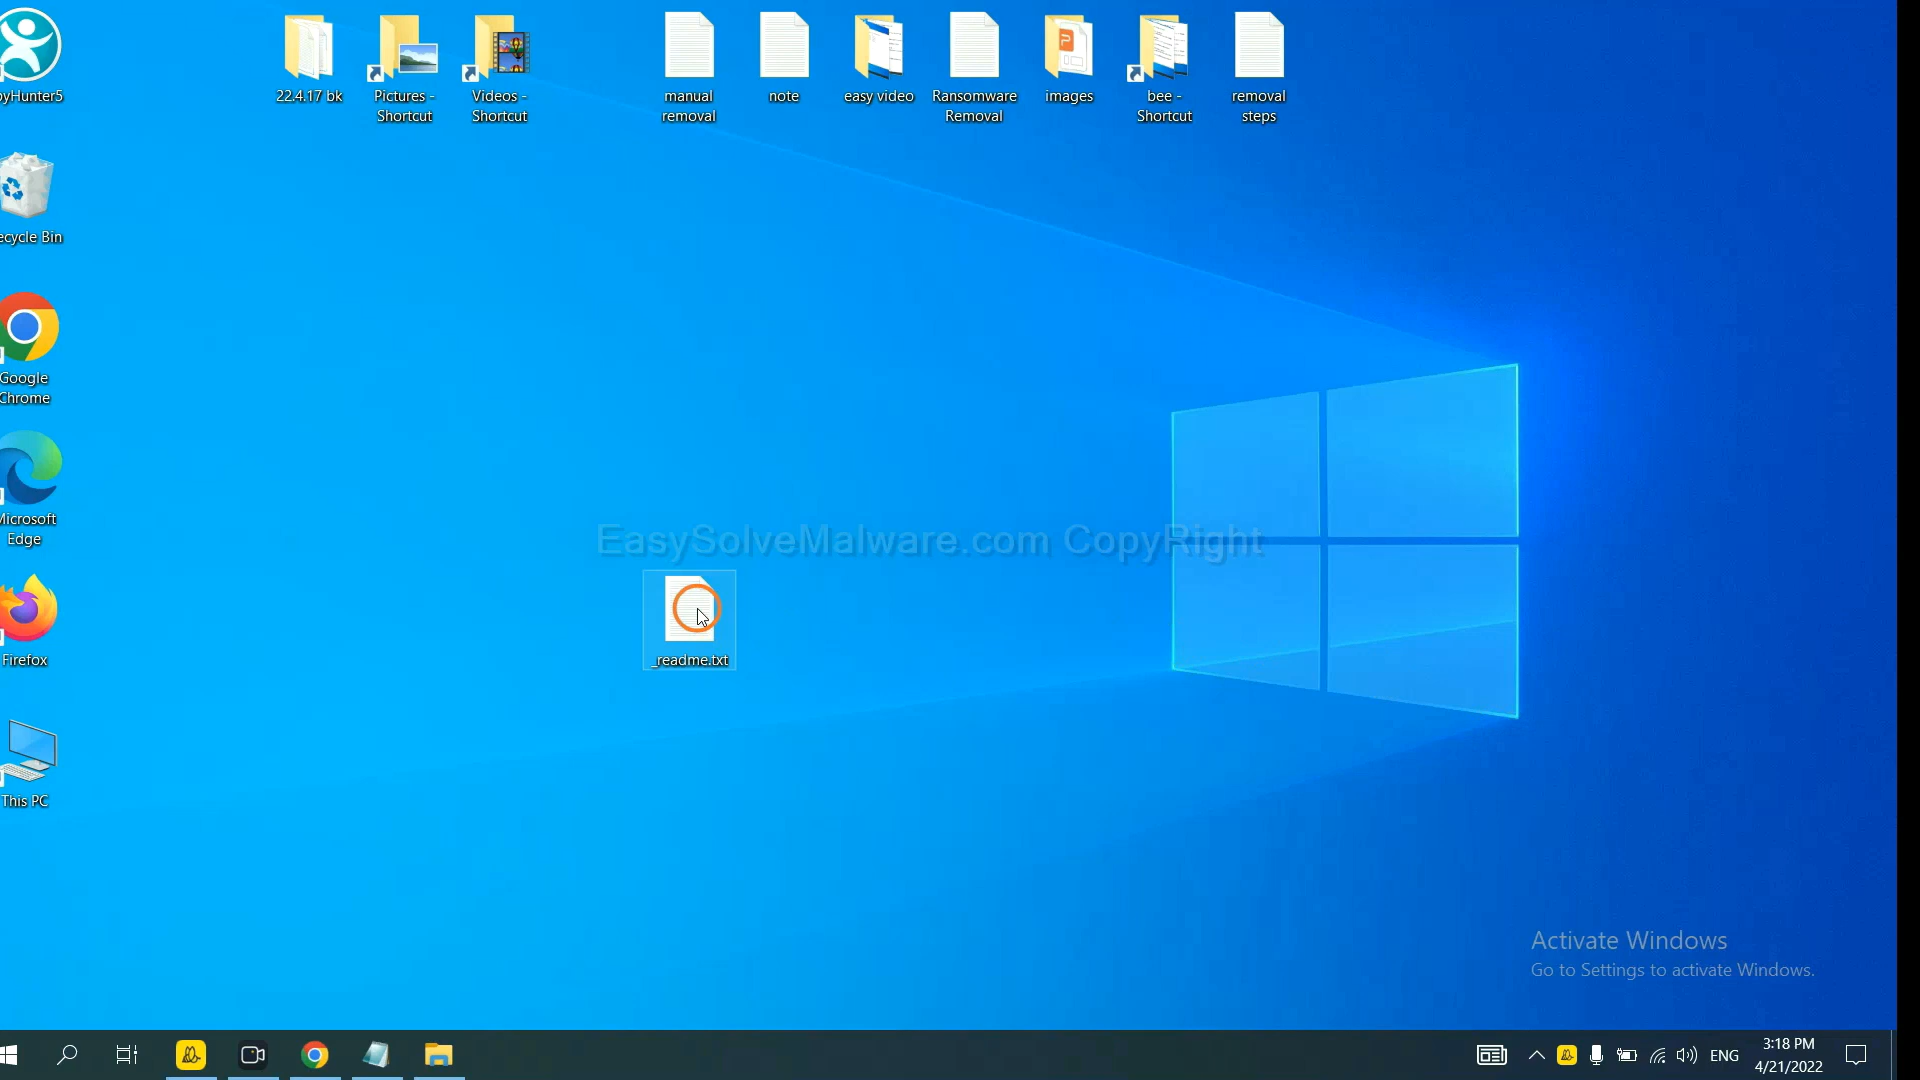 yHunter5
22.4.17 bk
Pictures -
Shortcut
Videos -
Shortcut
manual
removal
note
easy video
Ransomware
Removal
images
bee -
Shortcut
removal
steps
ecycle Bin
Google
Chrome
Microsoft
Edge
Firefox
This PC
EasySolveMalware.com CopyRight
_readme.txt
Activate Windows
Go to Settings to activate Windows.
ENG
3:18 PM
4/21/2022